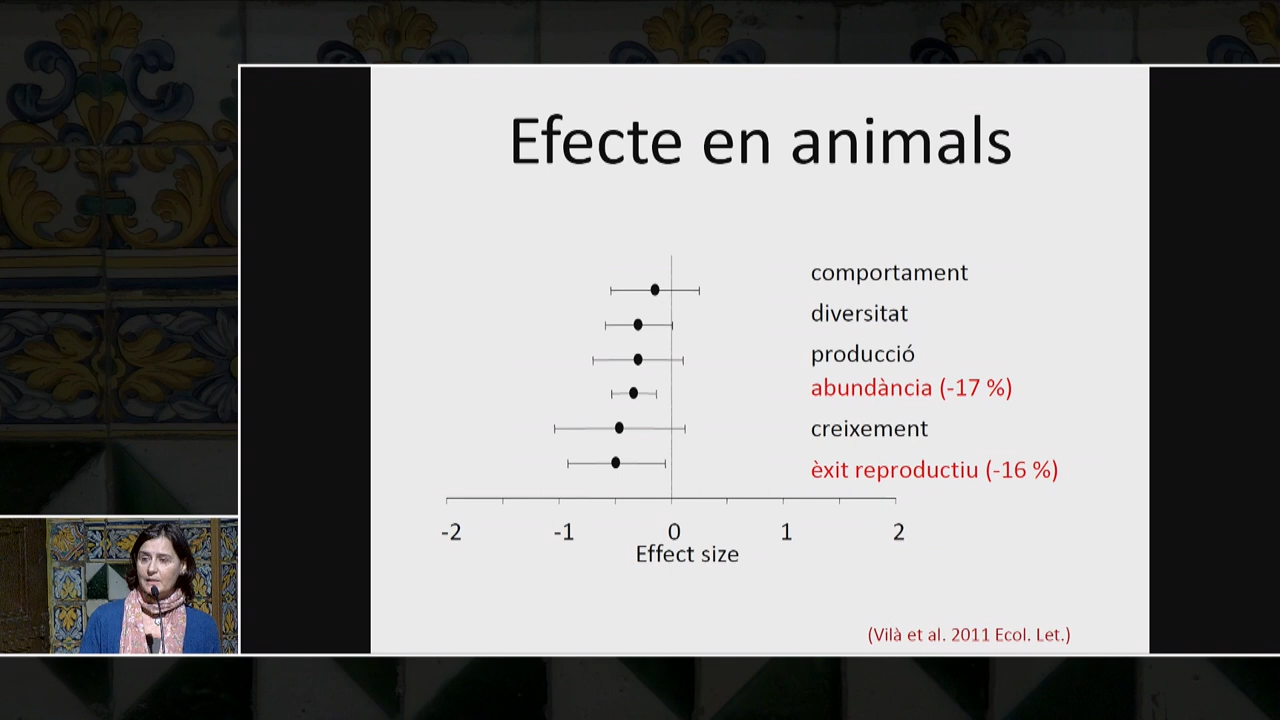 Efecte en animals
comportament
diversitat
producció
abundància (-17 %)
creixement
èxit reproductiu (-16 %)
-2 -1 0 1 2
Effect size
(Vilà et al. 2011 Ecol. Let.)